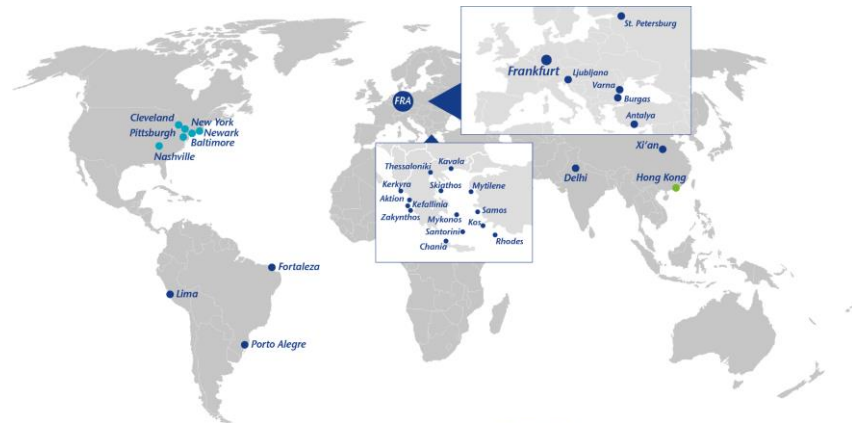 St. Petersburg
Frankfurt
Ljubljana
Varna
Burgas
Antalya
FRA
Cleveland
New York
Pittsburgh
Newark
Baltimore
Nashville
Xi'an
Delhi
Hong Kong
Thessaloniki
Kavala
Kerkyra
Skiathos
Mytilene
Aktion
Kefallinia
Zakynthos
Mykonos
Samos
Kos
Santorini
Rhodes
Chania
Fortaleza
Lima
Porto Alegre